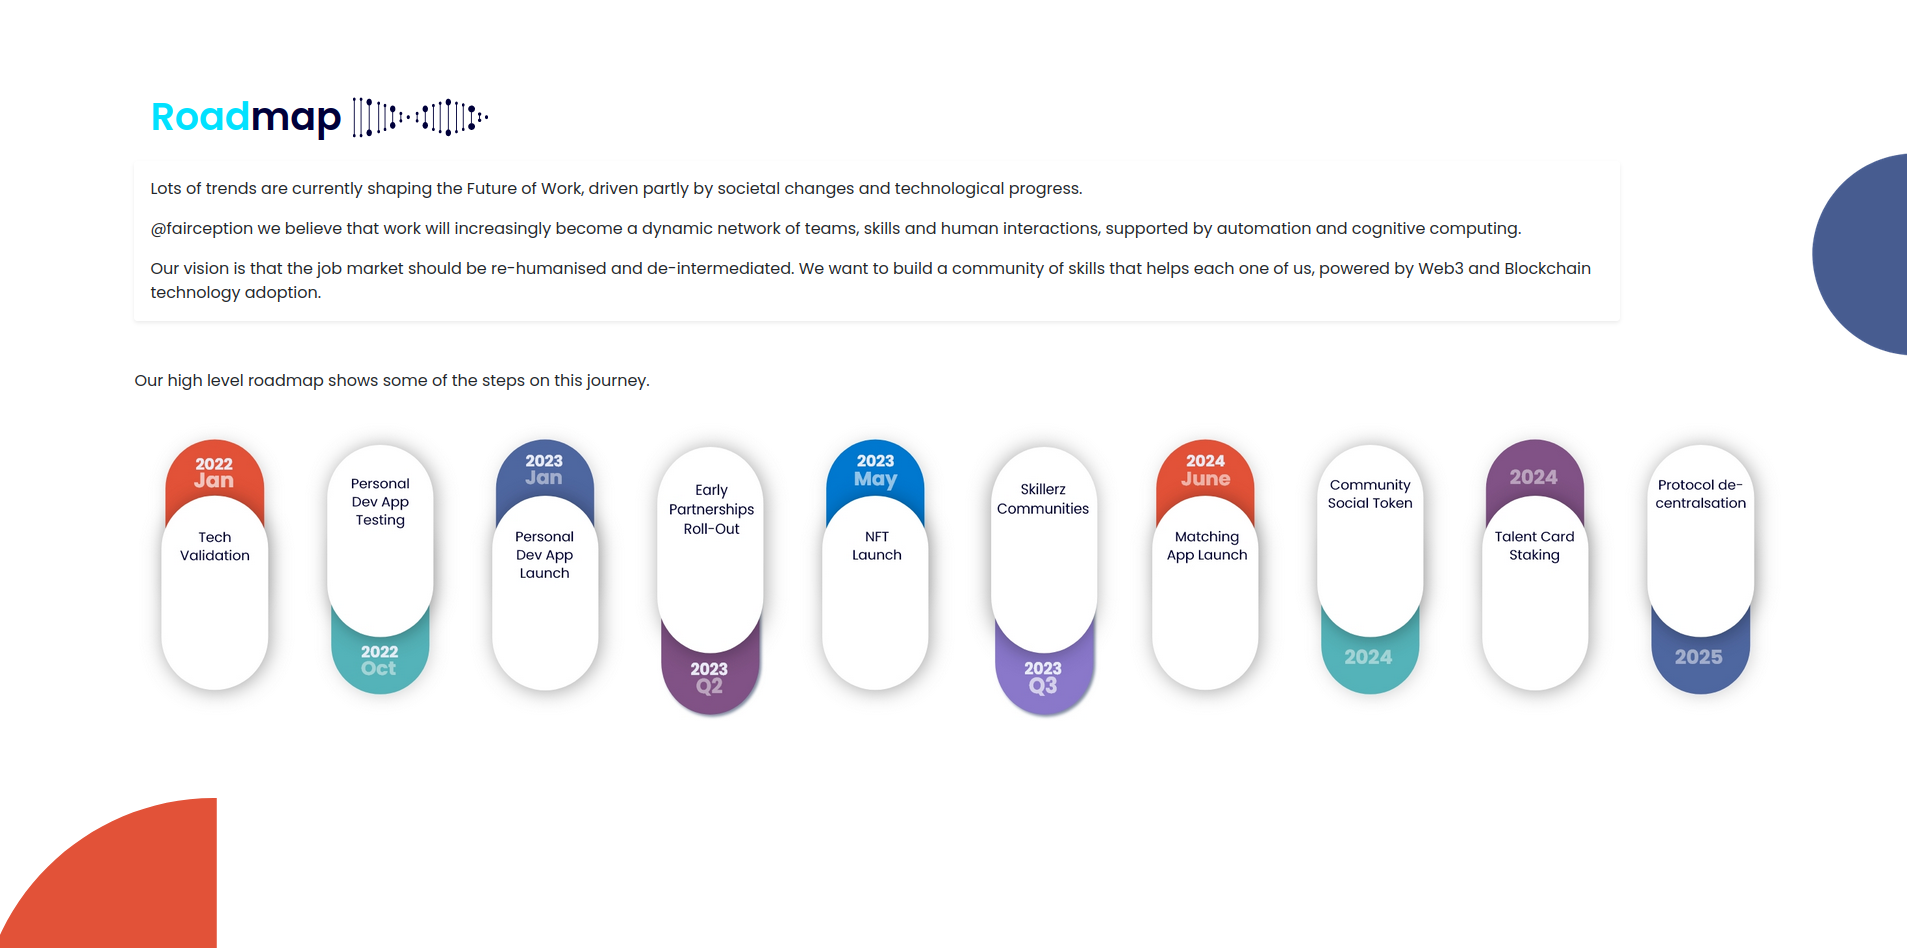 Roadmap
Lots of trends are currently shaping the Future of Work, driven partly by societal changes and technological progress.
@fairception we believe that work will increasingly become a dynamic network of teams, skills and human interactions, supported by automation and cognitive computing.
Our vision is that the job market should be re-humanised and de-intermediated. We want to build a community of skills that helps each one of us, powered by Web3 and Blockchain
technology adoption.
Our high level roadmap shows some of the steps on this journey.
2022
Jan
Tech
Validation
Personal
Dev App
Testing
2022
Oct
2023
Jan
Personal
Dev App
Launch
Early
Partnerships
Roll-Out
2023
Q2
2023
May
NFT
Launch
Skillerz
Communities
2023
Q3
2024
June
Matching
App Launch
Community
Social Token
2024
2024
Talent Card
Staking
Protocol de-
centralsation
2025